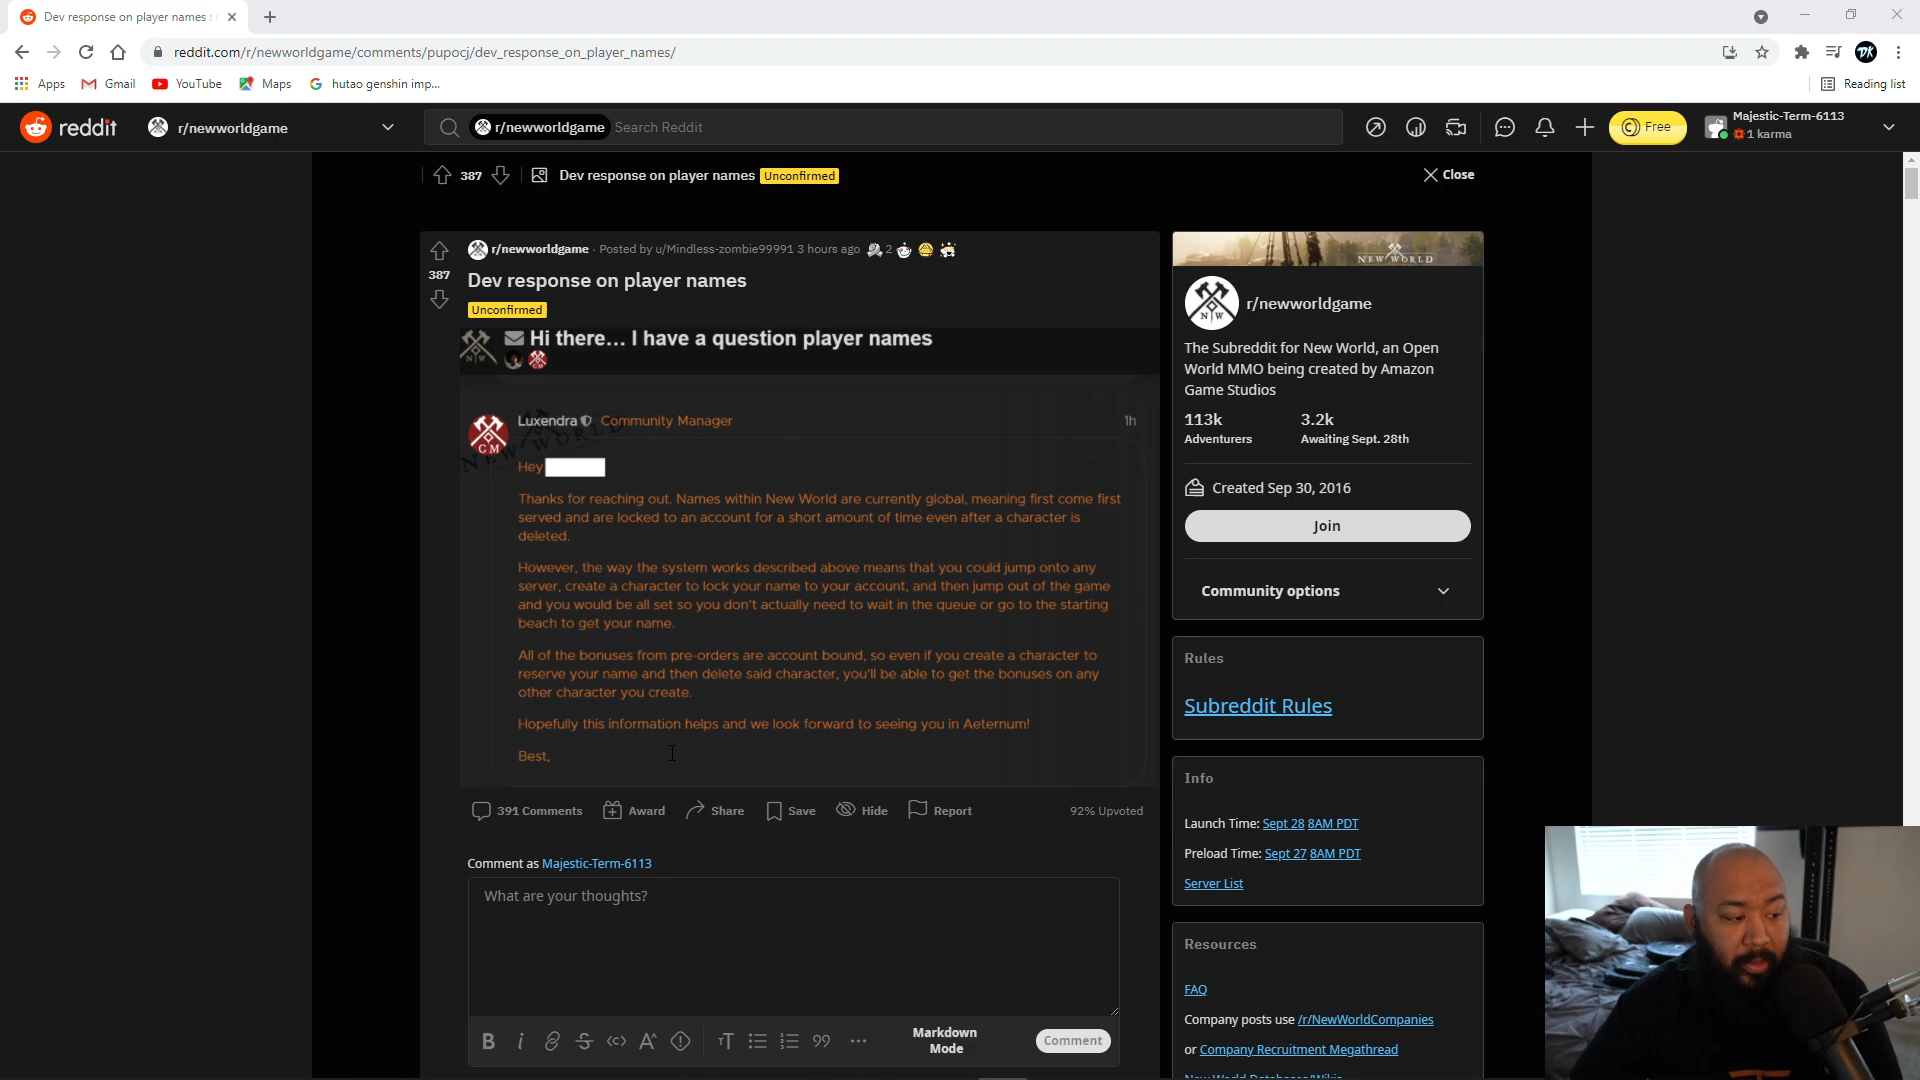 Dev response on player names :
reddit.com/r/newworldgame/comments/pupocj/dev_response_on_player_names/
Apps Gmail YouTube Maps hutao genshin imp... Reading list
reddit r/newworldgame r/newworldgame Search Reddit Free Majestic-Term-6113
1 karma
387 Dev response on player names Unconfirmed Close
r/newworldgame · Posted by u/Mindless-zombie99991 3 hours ago 2
387
Dev response on player names
Unconfirmed
Hi there... I have a question player names
Luxendra Community Manager 1h
Hey
Thanks for reaching out. Names within New World are currently global, meaning first come first
served and are locked to an account for a short amount of time even after a character is
deleted.
However, the way the system works described above means that you could jump onto any
server, create a character to lock your name to your account, and then jump out of the game
and you would be all set so you don't actually need to wait in the queue or go to the starting
beach to get your name.
All of the bonuses from pre-orders are account bound, so even if you create a character to
reserve your name and then delete said character, you'll be able to get the bonuses on any
other character you create.
Hopefully this information helps and we look forward to seeing you in Aeternum!
Best,
391 Comments Award Share Save Hide Report 92% Upvoted
Comment as Majestic-Term-6113
What are your thoughts?
Markdown
Mode
Comment
NEW WORLD
r/newworldgame
The Subreddit for New World, an Open
World MMO being created by Amazon
Game Studios
113k 3.2k
Adventurers Awaiting Sept. 28th
Created Sep 30, 2016
Join
Community options
Rules
Subreddit Rules
Info
Launch Time: Sept 28 8AM PDT
Preload Time: Sept 27 8AM PDT
Server List
Resources
FAQ
Company posts use /r/NewWorldCompanies
or Company Recruitment Megathread